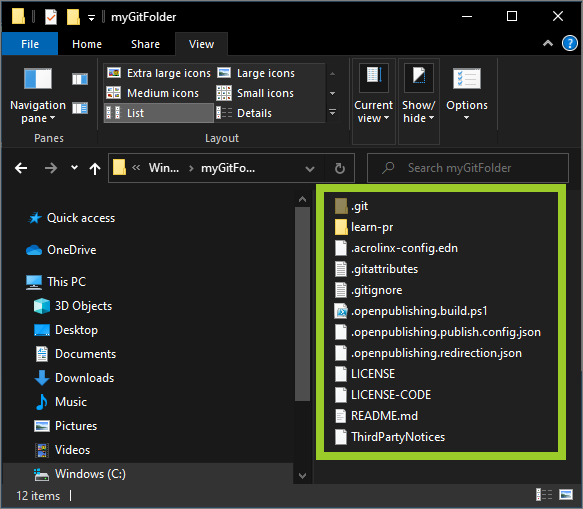 myGitFolder
File
Home
Share
View
Navigation pane
Extra large icons
Large icons
Medium icons
Small icons
List
Details
Current view
Show/ hide
Options
Panes
Layout
Win...
myGitFo...
Search myGitFolder
Quick access
OneDrive
This PC
3D Objects
Desktop
Documents
Downloads
Music
Pictures
Videos
Windows (C:)
.git
learn-pr
.acrolinx-config.edn
.gitattributes
.gitignore
.openpublishing.build.ps1
.openpublishing.publish.config.json
.openpublishing.redirection.json
LICENSE
LICENSE-CODE
README.md
ThirdPartyNotices
12 items